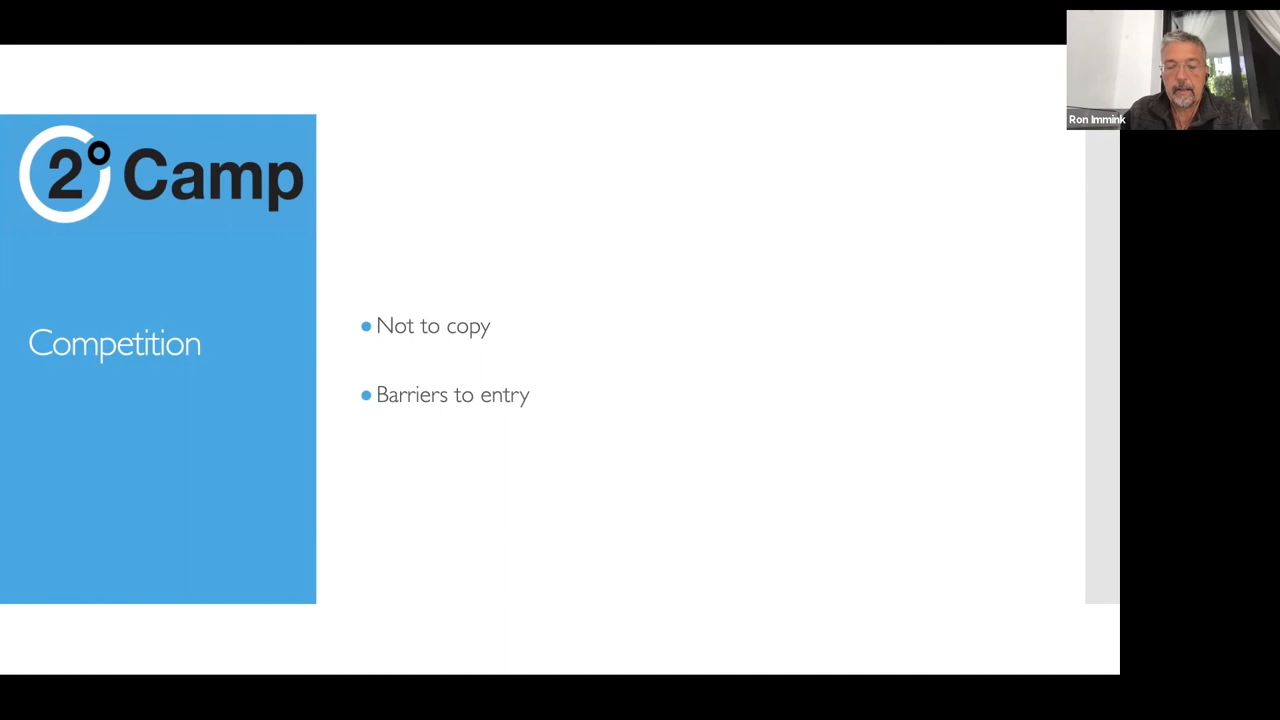 2° Camp
Ron Immink
Competition
Not to copy
Barriers to entry